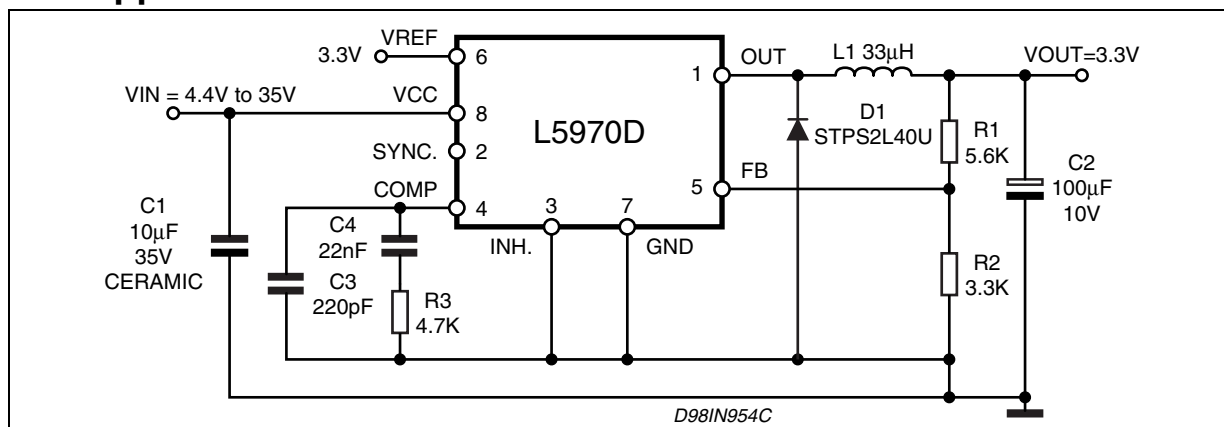 VREF
3.3V
6
VIN = 4.4V to 35V
VCC
8
SYNC.
2
COMP
4
L5970D
3
7
INH.
GND
1
OUT
5
FB
L1 33μH
VOUT=3.3V
D1
STPS2L40U
R1
5.6K
C2
100μF
10V
R2
3.3K
C1
10μF
35V
CERAMIC
C4
22nF
C3
220pF
R3
4.7K
D98IN954C